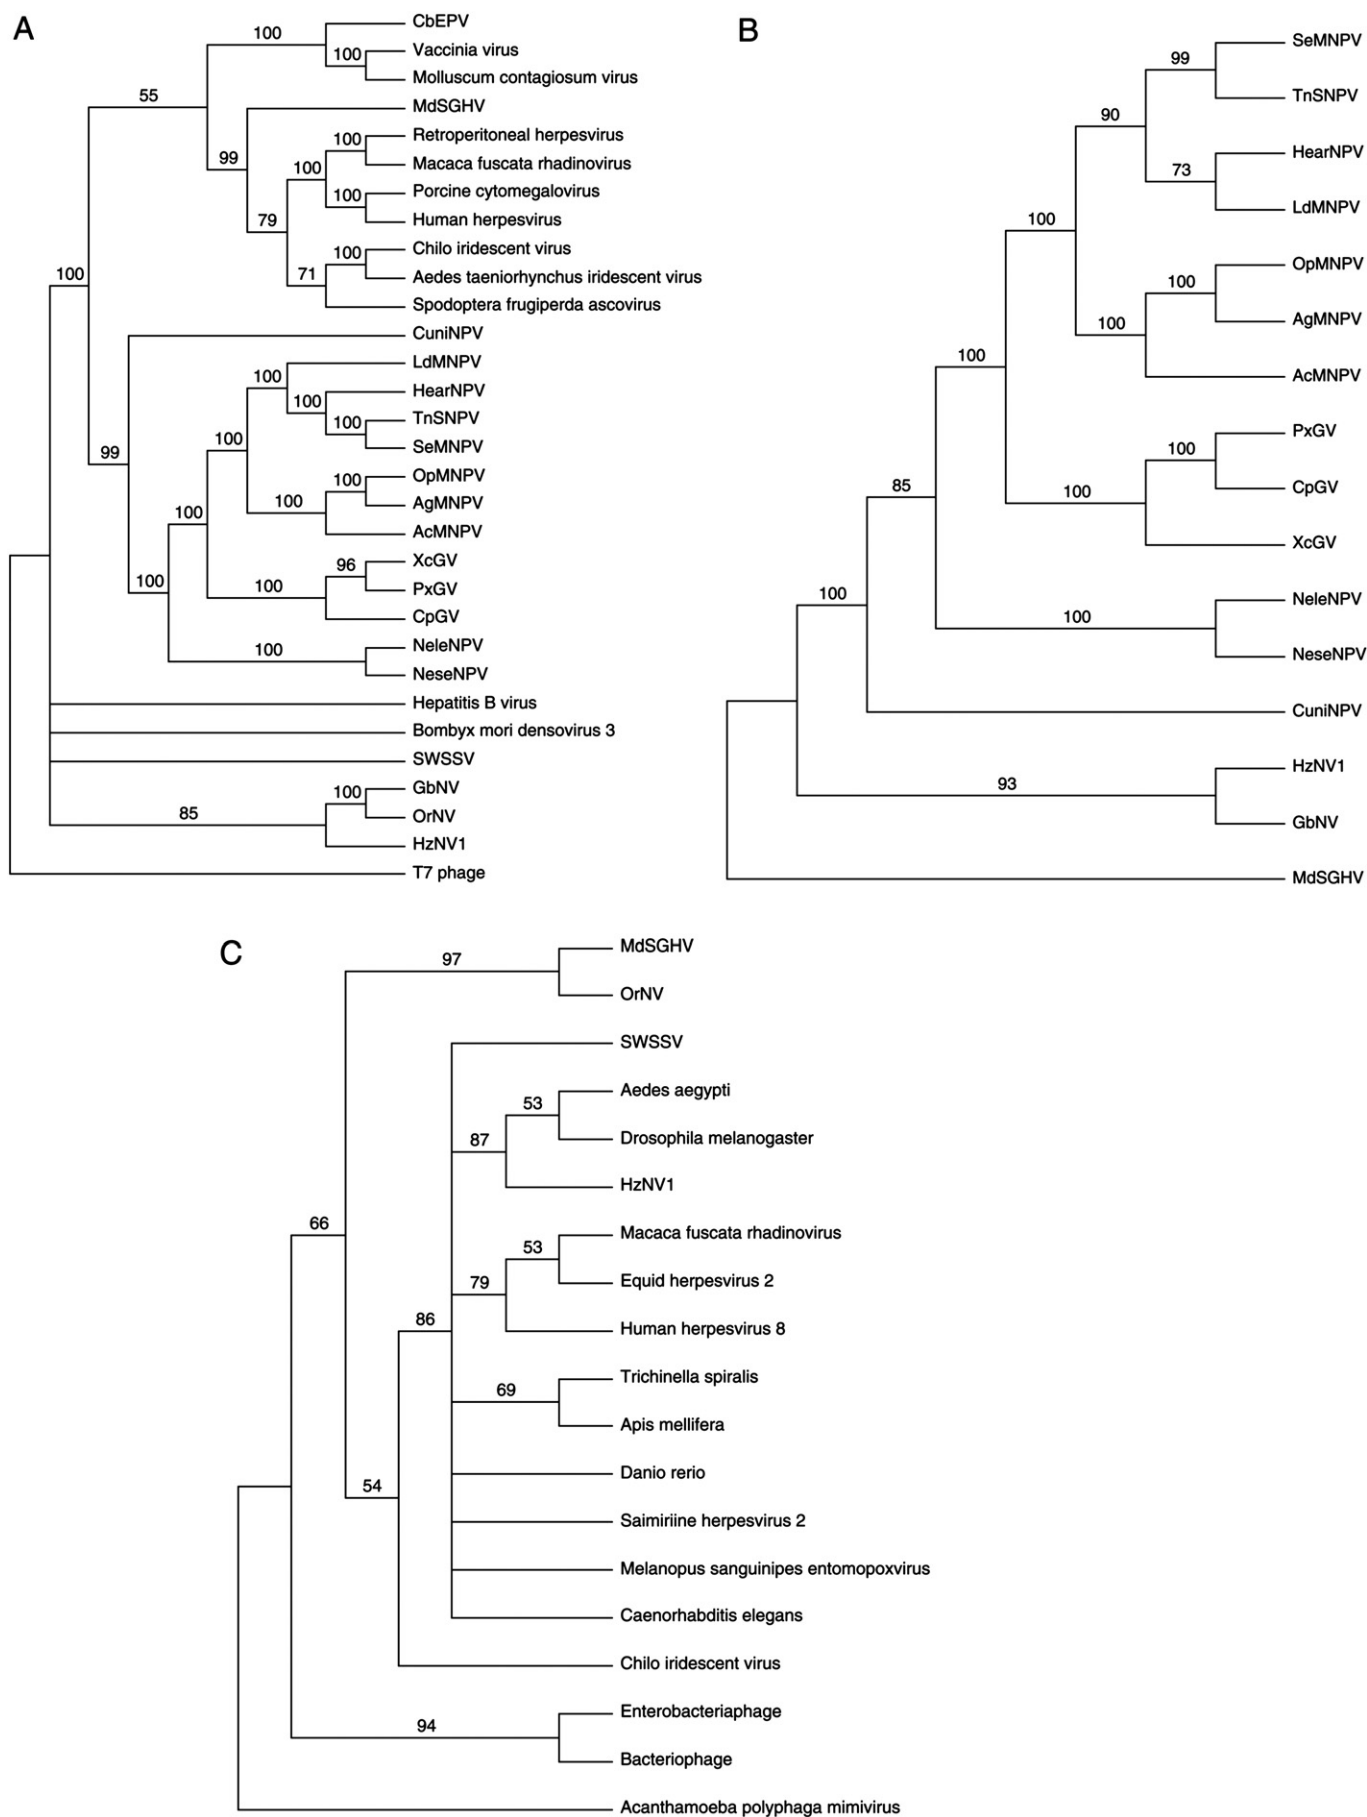 A
CbEPV
100
Vaccinia virus
100
Molluscum contagiosum virus
55
MdSGHV
99
Retroperitoneal herpesvirus
100
Macaca fuscata rhadinovirus
100
Porcine cytomegalovirus
100
Human herpesvirus
79
Chilo iridescent virus
100
Aedes taeniorhynchus iridescent virus
71
Spodoptera frugiperda ascovirus
100
CuniNPV
LdMNPV
100
HearNPV
100
TnSNPV
100
SeMNPV
100
99
OpMNPV
100
AgMNPV
100
AcMNPV
100
XcGV
96
PxGV
100
CpGV
100
NeleNPV
100
NeseNPV
Hepatitis B virus
Bombyx mori densovirus 3
SWSSV
GbNV
100
OrNV
85
HzNV1
T7 phage
B
SeMNPV
99
TnSNPV
90
HearNPV
73
LdMNPV
100
OpMNPV
100
AgMNPV
100
AcMNPV
100
PxGV
100
CpGV
100
XcGV
85
NeleNPV
100
NeseNPV
100
CuniNPV
HzNV1
93
GbNV
MdSGHV
C
MdSGHV
97
OrNV
SWSSV
Aedes aegypti
53
Drosophila melanogaster
87
HzNV1
66
Macaca fuscata rhadinovirus
53
Equid herpesvirus 2
79
Human herpesvirus 8
86
Trichinella spiralis
69
Apis mellifera
Danio rerio
54
Saimiriine herpesvirus 2
Melanopus sanguinipes entomopoxvirus
Caenorhabditis elegans
Chilo iridescent virus
Enterobacteriaphage
94
Bacteriophage
Acanthamoeba polyphaga mimivirus